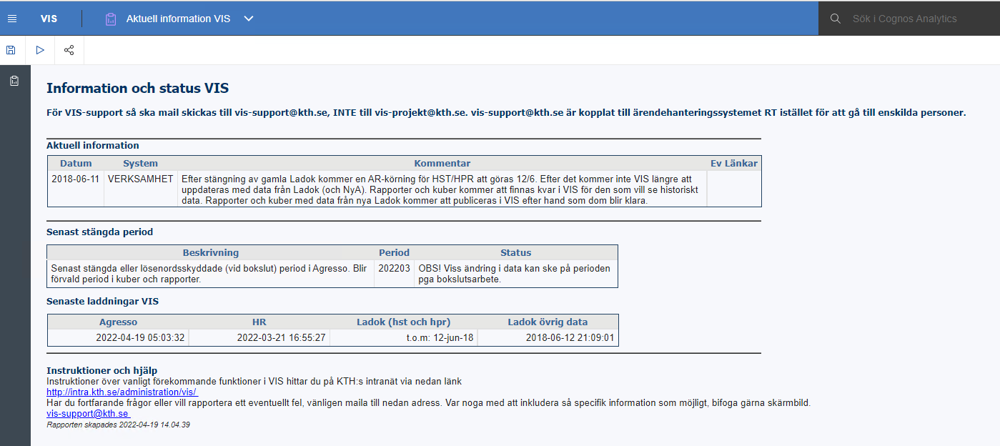 VIS
Aktuell information VIS
Sök i Cognos Analytics
Information och status VIS
För VIS-support så ska mail skickas till vis-support@kth.se, INTE till vis-projekt@kth.se. vis-support@kth.se är kopplat till ärendehanteringssystemet RT istället för att gå till enskilda personer.
Aktuell information
Datum System Kommentar Ev Länkar
2018-06-11 VERKSAMHET Efter stängning av gamla Ladok kommer en AR-körning för HST/HPR att göras 12/6. Efter det kommer inte VIS längre att
uppdateras med data från Ladok (och NyA). Rapporter och kuber kommer att finnas kvar i VIS för den som vill se historiskt
data. Rapporter och kuber med data från nya Ladok kommer att publiceras i VIS efter hand som dom blir klara.
Senast stängda period
Beskrivning Period Status
Senast stängda eller lösenordsskyddade (vid bokslut) period i Agresso. Blir 202203 OBS! Viss ändring i data kan ske på perioden
förvald period i kuber och rapporter. pga bokslutsarbete.
Senaste laddningar VIS
Agresso HR Ladok (hst och hpr) Ladok övrig data
2022-04-19 05:03:32 2022-03-21 16:55:27 t.o.m: 12-jun-18 2018-06-12 21:09:01
Instruktioner och hjälp
Instruktioner över vanligt förekommande funktioner i VIS hittar du på KTH:s intranät via nedan länk
http://intra.kth.se/administration/vis/
Har du fortfarande frågor eller vill rapportera ett eventuellt fel, vänligen maila till nedan adress. Var noga med att inkludera så specifik information som möjligt, bifoga gärna skärmbild.
vis-support@kth.se
Rapporten skapades 2022-04-19 14.04.39